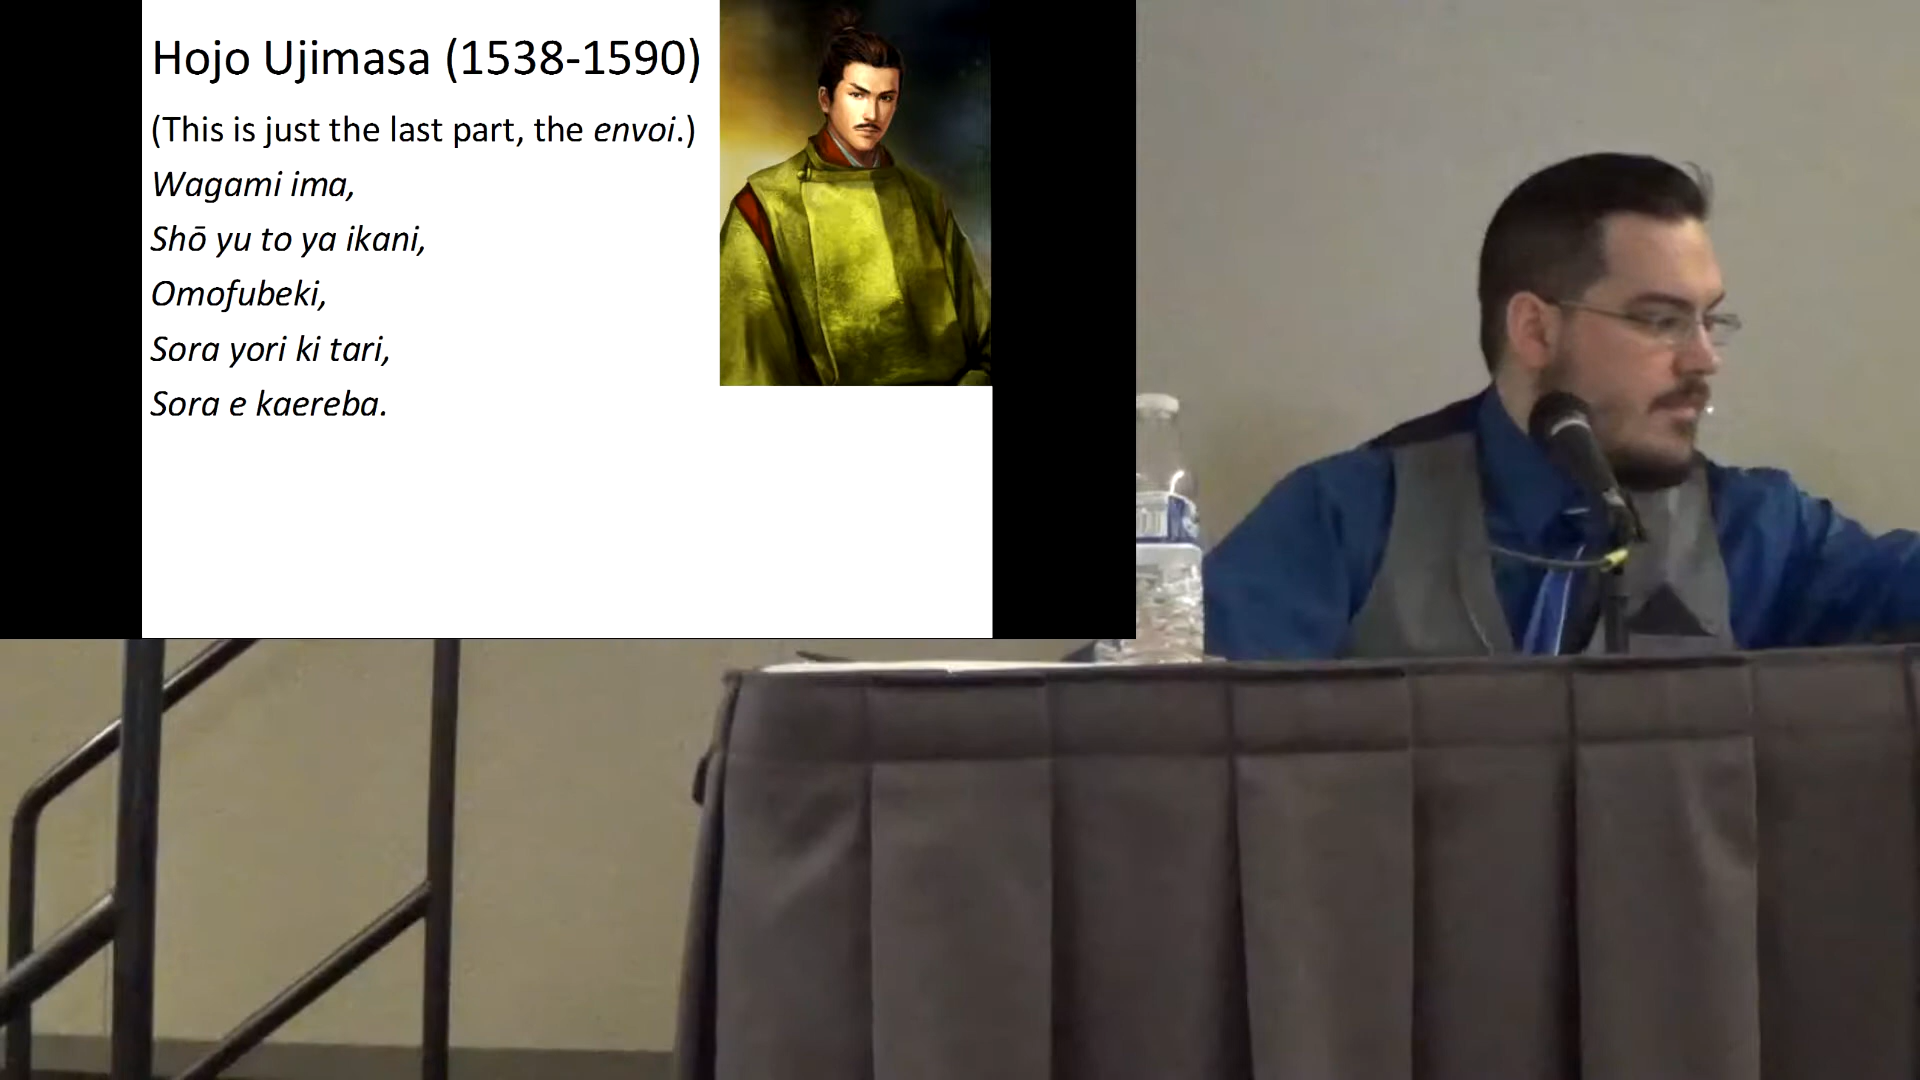 Hojo Ujimasa (1538-1590)
(This is just the last part, the envoi.)
Wagami ima,
Shō yu to ya ikani,
Omofubeki,
Sora yori ki tari,
Sora e kaereba.